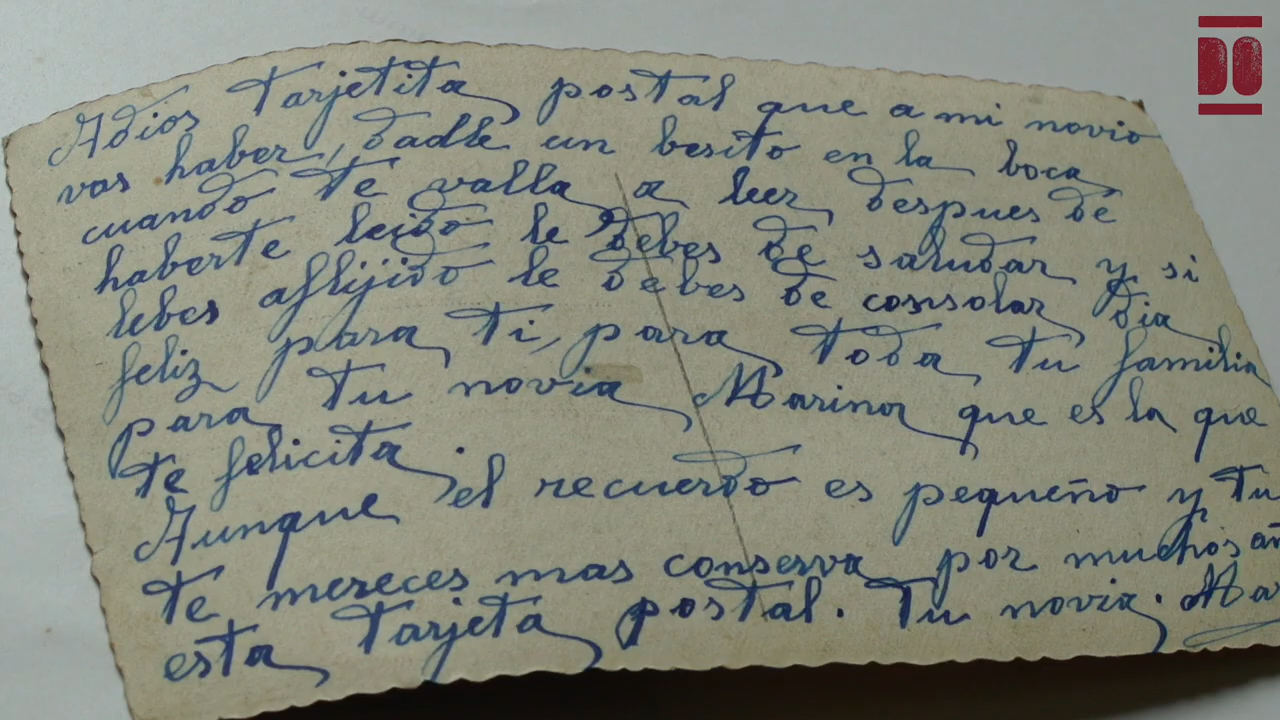 DO
Adios tarjetita postal que a mi novio
vas haber, dadle un besito en la boca
cuando te valla a leer despues de
haberte leido le debes de saludar y si
lebes aflijido le debes de consolar dia
feliz para ti, para toda tu familia
para tu novia Marina que es la que
te felicita.
Aunque el recuerdo es pequeño y tu
te mereces mas conserva por muchos
esta tarjeta postal. Tu novia.